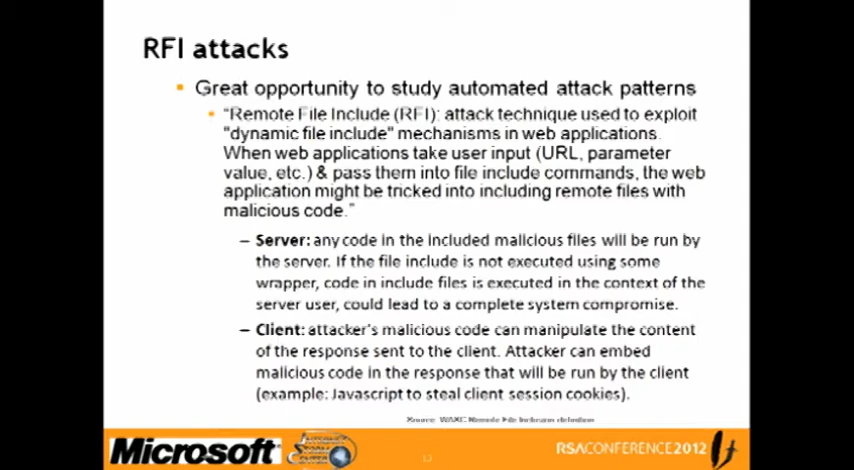 RFI attacks
Great opportunity to study automated attack patterns
"Remote File Include (RFI): attack technique used to exploit
"dynamic file include" mechanisms in web applications.
When web applications take user input (URL, parameter
value, etc.) & pass them into file include commands, the web
application might be tricked into including remote files with
malicious code."
– Server: any code in the included malicious files will be run by
the server. If the file include is not executed using some
wrapper, code in include files is executed in the context of the
server user, could lead to a complete system compromise.
– Client: attacker's malicious code can manipulate the content
of the response sent to the client. Attacker can embed
malicious code in the response that will be run by the client
(example: Javascript to steal client session cookies).
Source: WASC Remote File Inclusion definition
Microsoft
13
RSACONFERENCE2012